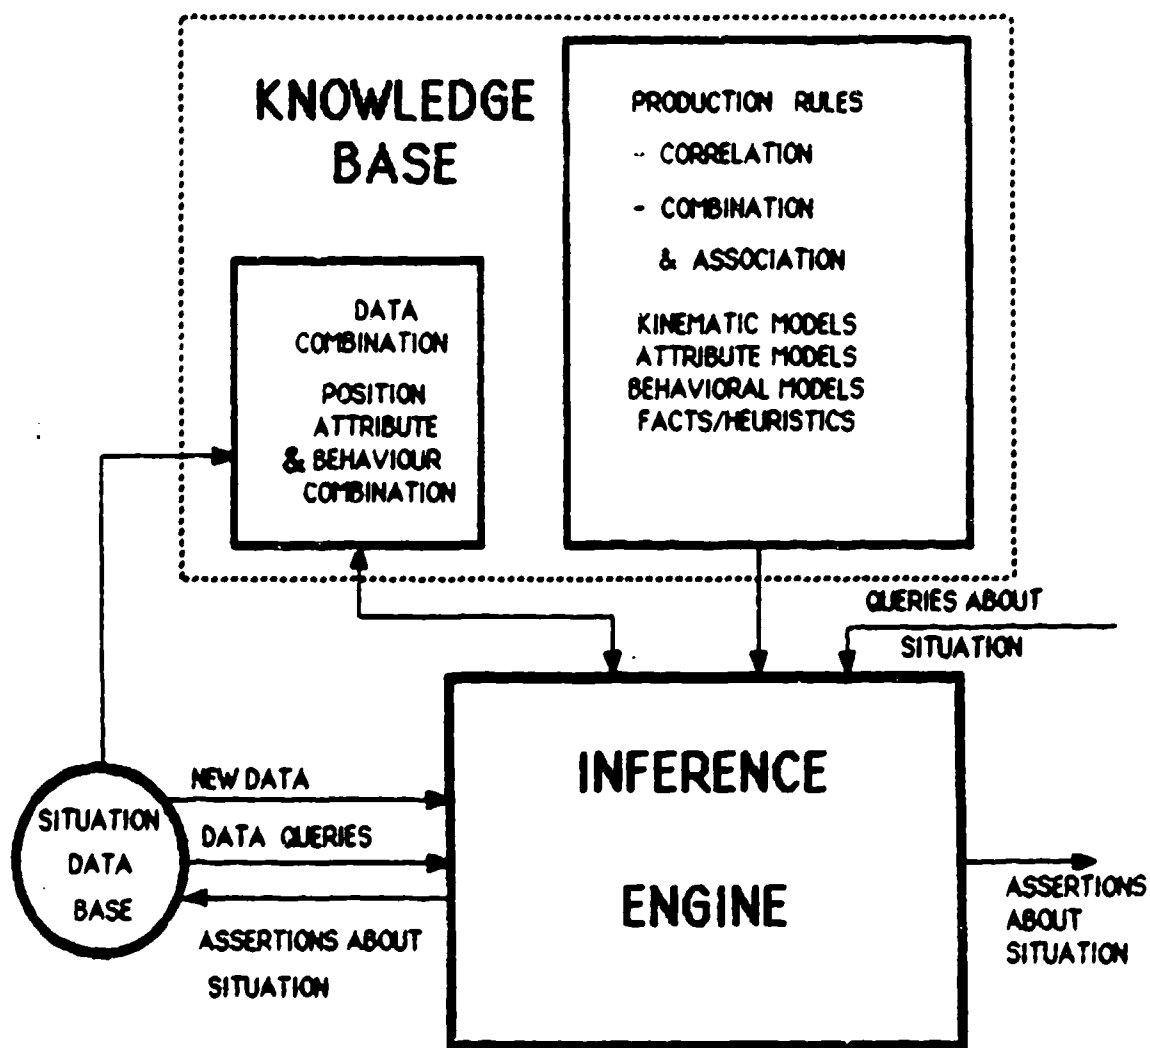 KNOWLEDGE
BASE
PRODUCTION RULES
- CORRELATION
- COMBINATION
& ASSOCIATION
KINEMATIC MODELS
ATTRIBUTE MODELS
BEHAVIORAL MODELS
FACTS/HEURISTICS
DATA
COMBINATION
POSITION
ATTRIBUTE
& BEHAVIOUR
COMBINATION
QUERIES ABOUT
SITUATION
INFERENCE
ENGINE
SITUATION
DATA
BASE
NEW DATA
DATA QUERIES
ASSERTIONS ABOUT
SITUATION
ASSERTIONS
ABOUT
SITUATION